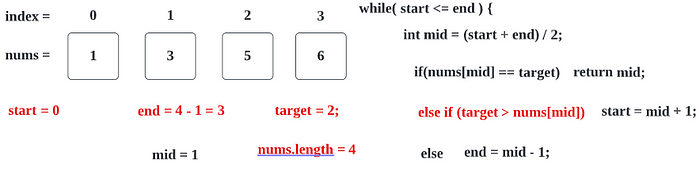 index = 0 1 2 3
nums = 1 3 5 6
start = 0 end = 4 - 1 = 3 target = 2;
mid = 1 nums.length = 4
while( start <= end ) {
int mid = (start + end) / 2;
if(nums[mid] == target) return mid;
else if (target > nums[mid]) start = mid + 1;
else end = mid - 1;